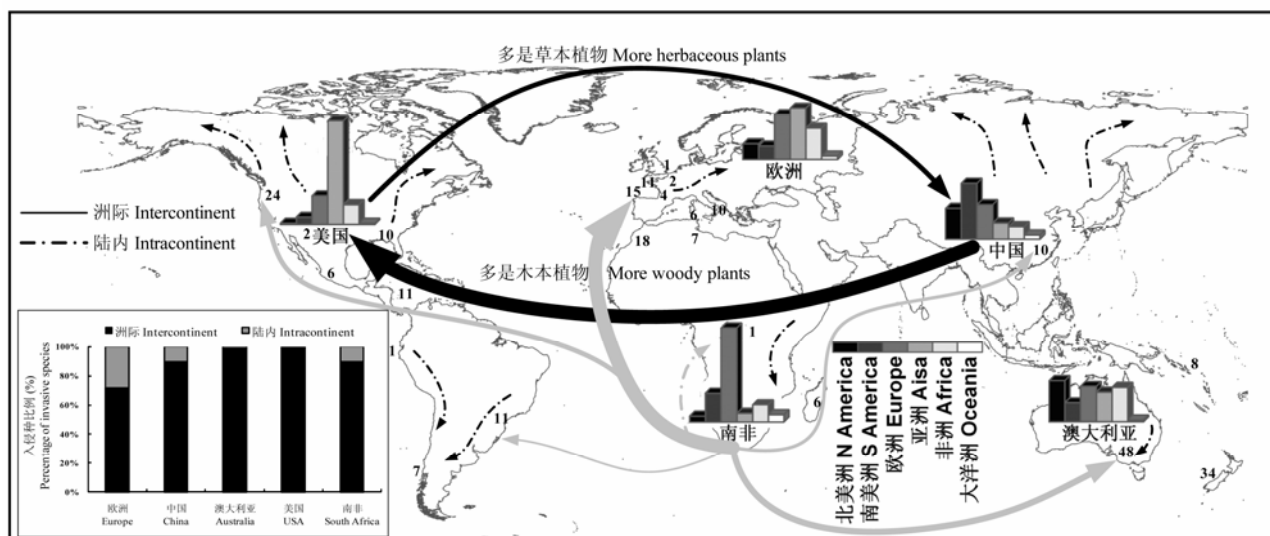 多是草本植物 More herbaceous plants
1
欧洲
11
2
15
4
24
洲际 Intercontinent
2
美国
10
6
10
中国
10
18
7
陆内 Intracontinent
多是木本植物 More woody plants
6
11
洲际 Intercontinent
陆内 Intracontinent
入侵种比例 (%)
Percentage of invasive species
100%
80%
60%
40%
20%
0%
欧洲
Europe
中国
China
澳大利亚
Australia
美国
USA
南非
South Africa
1
11
7
1
6
南非
北美洲 N America
南美洲 S America
欧洲 Europe
亚洲 Aisa
非洲 Africa
大洋洲 Oceania
8
澳大利亚
48
34